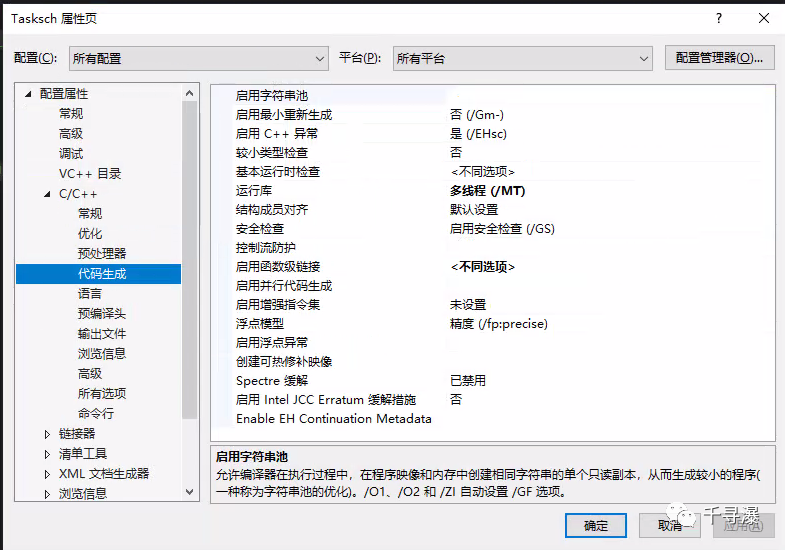 Tasksch 属性页
? ×
配置(C): 所有配置 平台(P): 所有平台 配置管理器(O)...
配置属性
常规
高级
调试
VC++ 目录
C/C++
常规
优化
预处理器
代码生成
语言
预编译头
输出文件
浏览信息
高级
所有选项
命令行
链接器
清单工具
XML 文档生成器
浏览信息
启用字符串池
启用最小重新生成 否 (/Gm-)
启用 C++ 异常 是 (/EHsc)
较小类型检查 否
基本运行时检查 <不同选项>
运行库 多线程 (/MT)
结构成员对齐 默认设置
安全检查 启用安全检查 (/GS)
控制流防护
启用函数级链接 <不同选项>
启用并行代码生成
启用增强指令集 未设置
浮点模型 精度 (/fp:precise)
启用浮点异常
创建可热修补映像
Spectre 缓解 已禁用
启用 Intel JCC Erratum 缓解措施 否
Enable EH Continuation Metadata
启用字符串池
允许编译器在执行过程中，在程序映像和内存中创建相同字符串的单个只读副本，从而生成较小的程序(
一种称为字符串池的优化)。/O1、/O2 和 /ZI 自动设置 /GF 选项。
确定 取消 应用(A)
千寻瀑